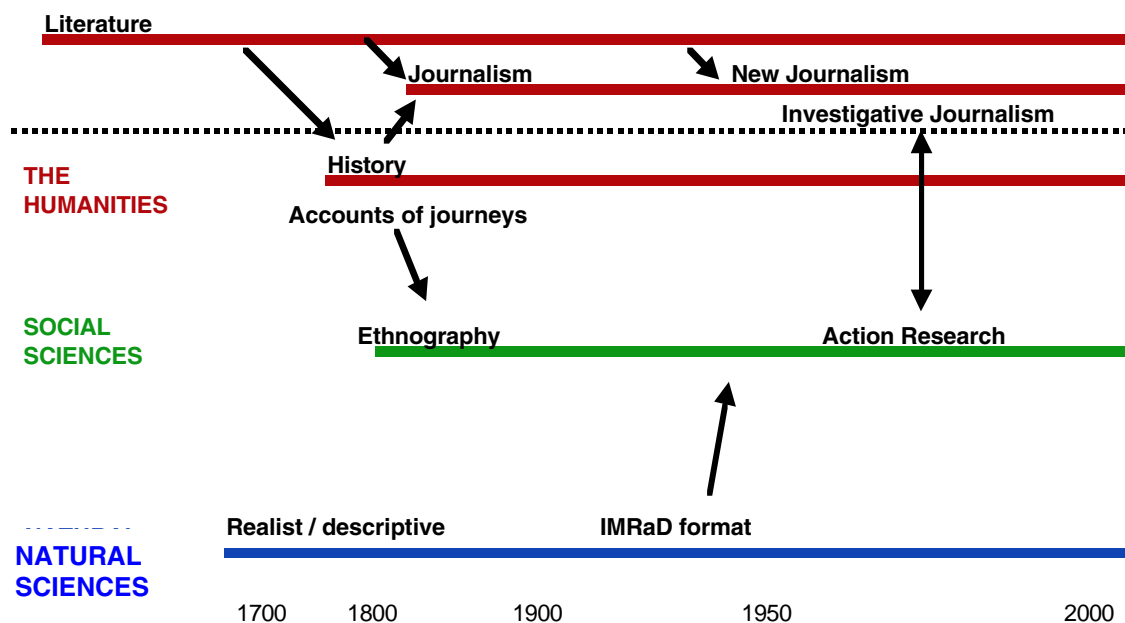 Literature
Journalism
New Journalism
Investigative Journalism
THE
HUMANITIES
History
Accounts of journeys
SOCIAL
SCIENCES
Ethnography
Action Research
Realist / descriptive
IMRaD format
NATURAL
SCIENCES
1700 1800 1900 1950 2000